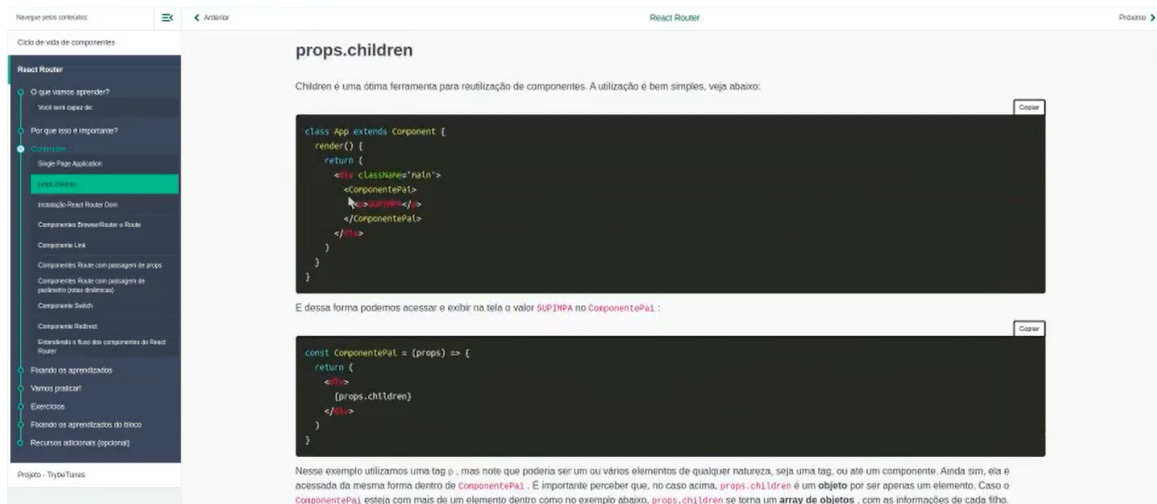 Navegue pelos conteúdos:
Anterior
React Router
Próximo
Ciclo de vida de componentes
React Router
O que vamos aprender?
Você será capaz de:
Por que isso é importante?
Conteúdos
Single Page Application
props.children
Instalação React Router Dom
Componentes BrowserRouter e Route
Componente Link
Componentes Route com passagem de props
Componentes Route com passagem de
parâmetro (rotas dinâmicas)
Componente Switch
Componente Redirect
Entendendo o fluxo dos componentes do React
Router
Fixando os aprendizados
Vamos praticar!
Exercícios
Fixando os aprendizados do bloco
Recursos adicionais (opcional)
Projeto - TrybeTunes
props.children
Children é uma ótima ferramenta para reutilização de componentes. A utilização é bem simples, veja abaixo:
Copiar
class App extends Component {
render() {
return (
<div className="main">
<ComponentePai>
<p>SUPIMPA</p>
</ComponentePai>
</div>
)
}
}
E dessa forma podemos acessar e exibir na tela o valor SUPIMPA no ComponentePai :
Copiar
const ComponentePai = (props) => {
return (
<div>
{props.children}
</div>
)
}
Nesse exemplo utilizamos uma tag p , mas note que poderia ser um ou vários elementos de qualquer natureza, seja uma tag, ou até um componente. Ainda sim, ela é
acessada da mesma forma dentro de ComponentePai . É importante perceber que, no caso acima, props.children é um objeto por ser apenas um elemento. Caso o
ComponentePai esteja com mais de um elemento dentro como no exemplo abaixo, props.children se torna um array de objetos , com as informações de cada filho.